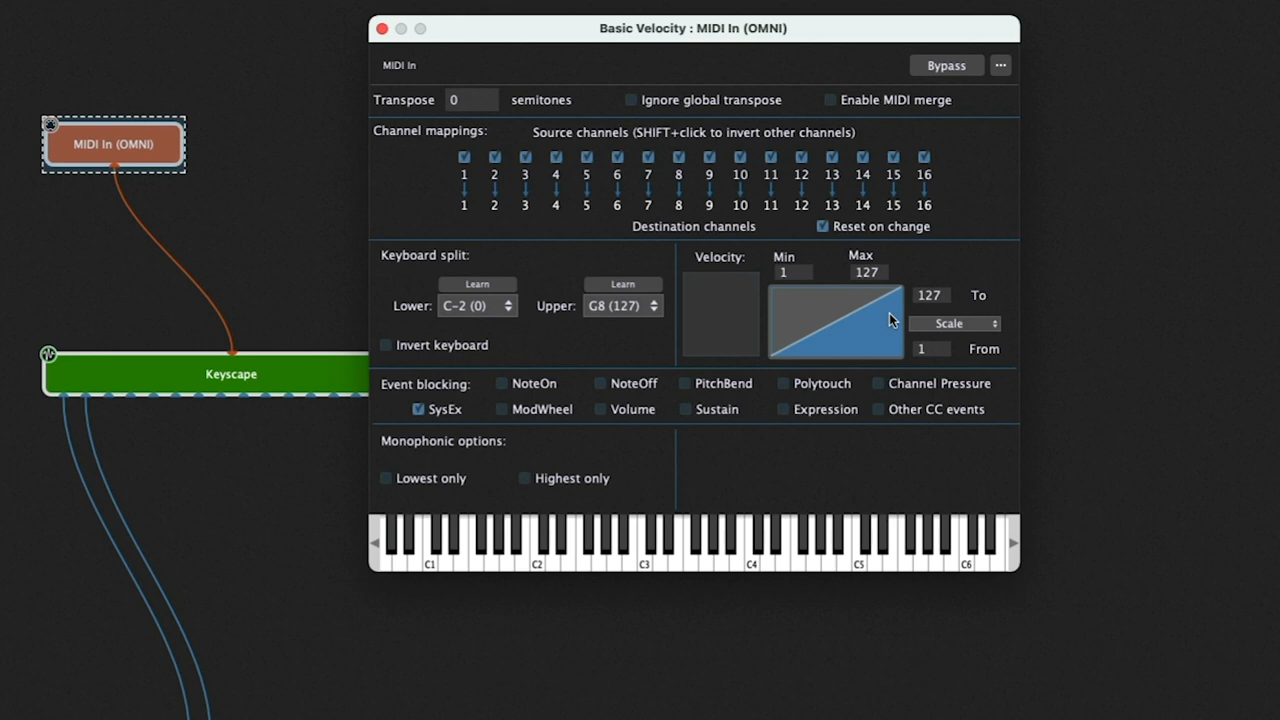 Basic Velocity : MIDI In (OMNI)
MIDI In
Bypass
Transpose 0 semitones Ignore global transpose Enable MIDI merge
Channel mappings: Source channels (SHIFT+click to invert other channels)
1 2 3 4 5 6 7 8 9 10 11 12 13 14 15 16
1 2 3 4 5 6 7 8 9 10 11 12 13 14 15 16
Destination channels Reset on change
MIDI In (OMNI)
Keyscape
Keyboard split:
Learn Learn
Lower: C-2 (0) Upper: G8 (127)
Invert keyboard
Velocity: Min Max
1 127
127 To
Scale
1 From
Event blocking: NoteOn NoteOff PitchBend Polytouch Channel Pressure
SysEx ModWheel Volume Sustain Expression Other CC events
Monophonic options:
Lowest only Highest only
C1 C2 C3 C4 C5 C6